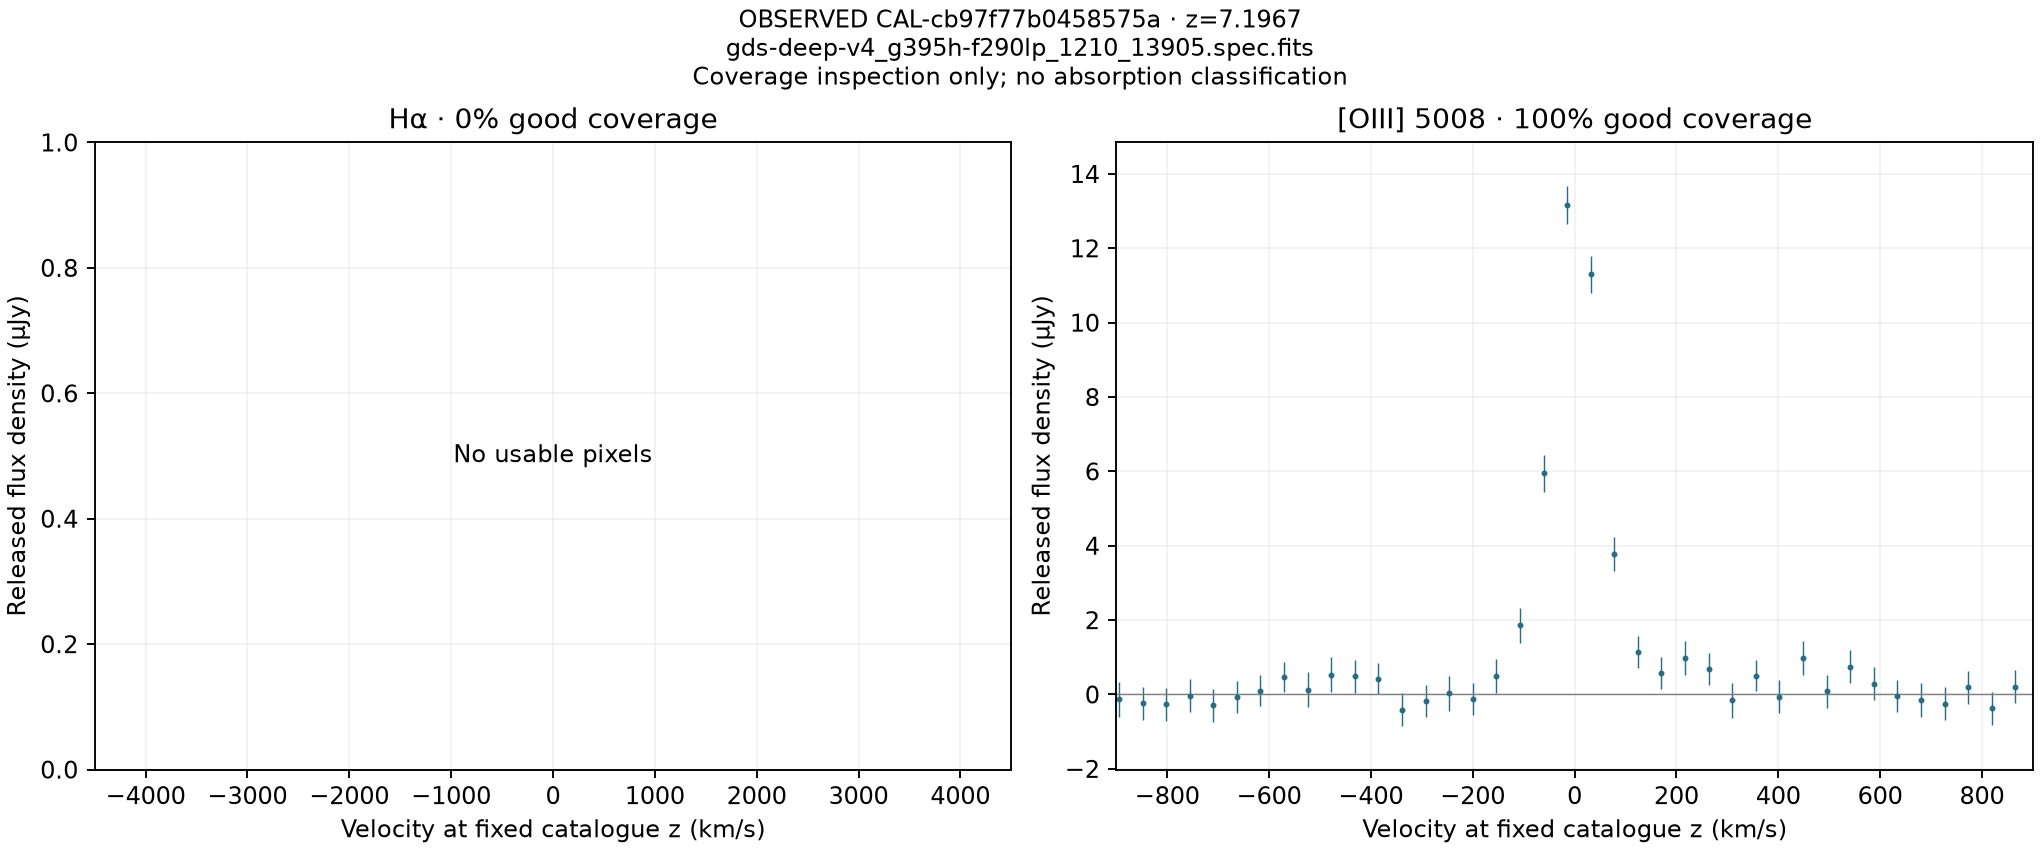 OBSERVED CAL-cb97f77b0458575a · z=7.1967
gds-deep-v4_g395h-f290lp_1210_13905.spec.fits
Coverage inspection only; no absorption classification
Hα · 0% good coverage
1.0
0.8
0.6
0.4
0.2
0.0
Released flux density (µJy)
No usable pixels
−4000 −3000 −2000 −1000 0 1000 2000 3000 4000
Velocity at fixed catalogue z (km/s)
[OIII] 5008 · 100% good coverage
14
12
10
8
6
4
2
0
−2
Released flux density (µJy)
−800 −600 −400 −200 0 200 400 600 800
Velocity at fixed catalogue z (km/s)